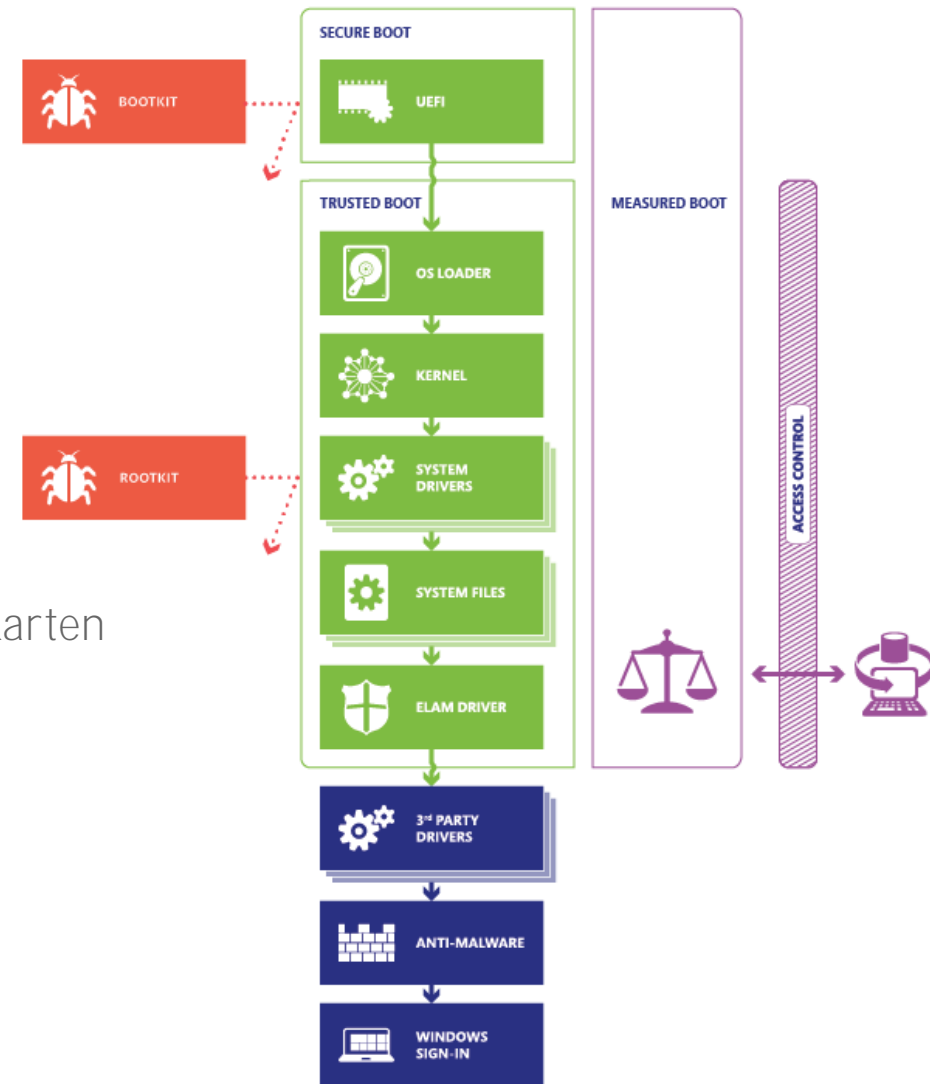 SECURE BOOT
BOOTKIT
UEFI
TRUSTED BOOT
MEASURED BOOT
OS LOADER
KERNEL
ROOTKIT
SYSTEM
DRIVERS
ACCESS CONTROL
SYSTEM FILES
arten
ELAM DRIVER
3rd PARTY
DRIVERS
ANTI-MALWARE
WINDOWS
SIGN-IN